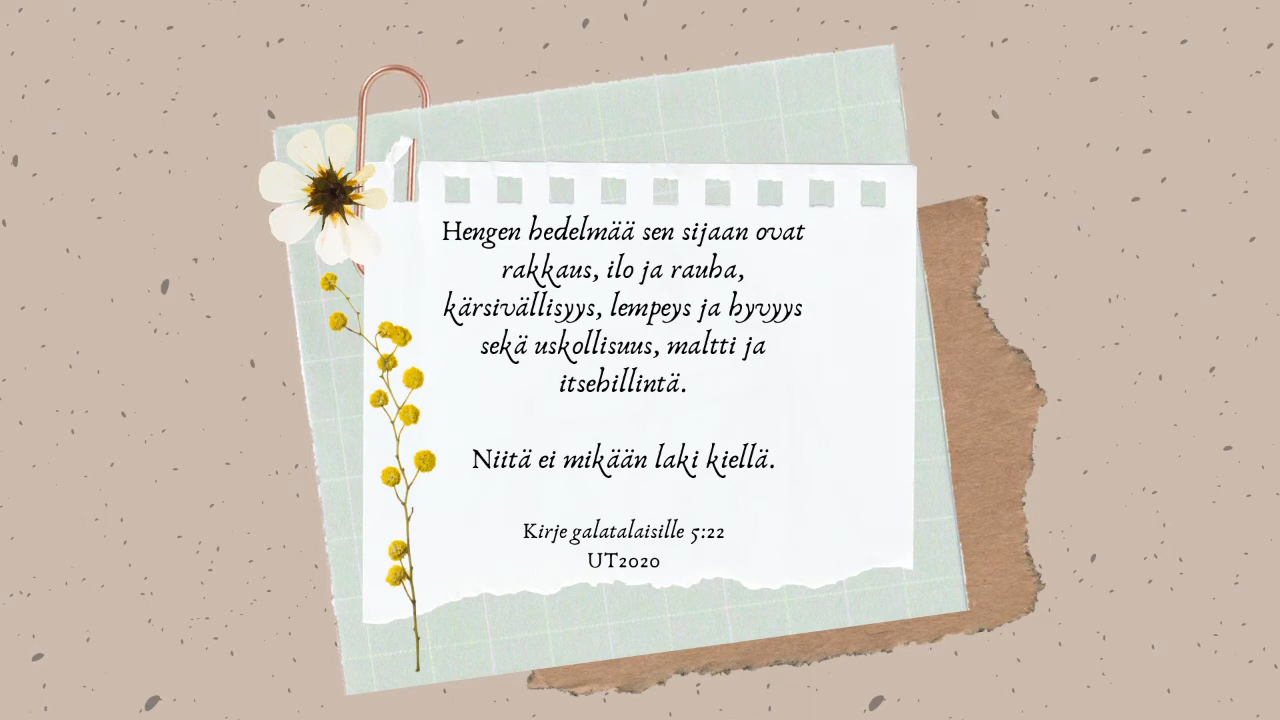 Hengen hedelmää sen sijaan ovat
rakkaus, ilo ja rauha,
kärsivällisyys, lempeys ja hyvyys
sekä uskollisuus, maltti ja
itsehillintä.
Niitä ei mikään laki kiellä.
Kirje galatalaisille 5:22
UT2020